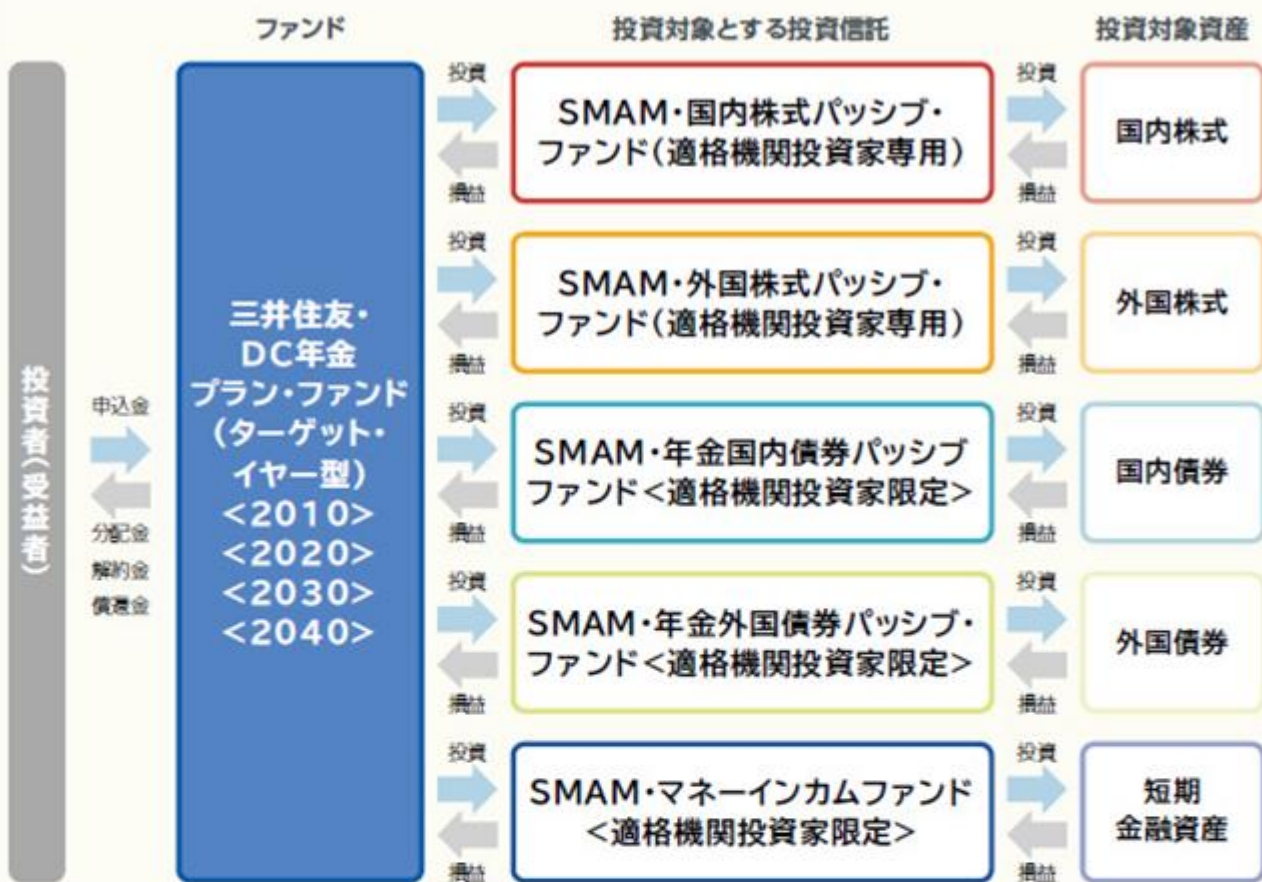 ファンド
投資対象とする投資信託
投資対象資産
投資者(受益者)
申込金
分配金
解約金
償還金
三井住友・
DC年金
プラン・ファンド
(ターゲット・
イヤー型)
<2010>
<2020>
<2030>
<2040>
投資
損益
SMAM・国内株式パッシブ・
ファンド(適格機関投資家専用)
投資
損益
国内株式
投資
損益
SMAM・外国株式パッシブ・
ファンド(適格機関投資家専用)
投資
損益
外国株式
投資
損益
SMAM・年金国内債券パッシブ
ファンド<適格機関投資家限定>
投資
損益
国内債券
投資
損益
SMAM・年金外国債券パッシブ・
ファンド<適格機関投資家限定>
投資
損益
外国債券
投資
損益
SMAM・マネーインカムファンド
<適格機関投資家限定>
投資
損益
短期
金融資産